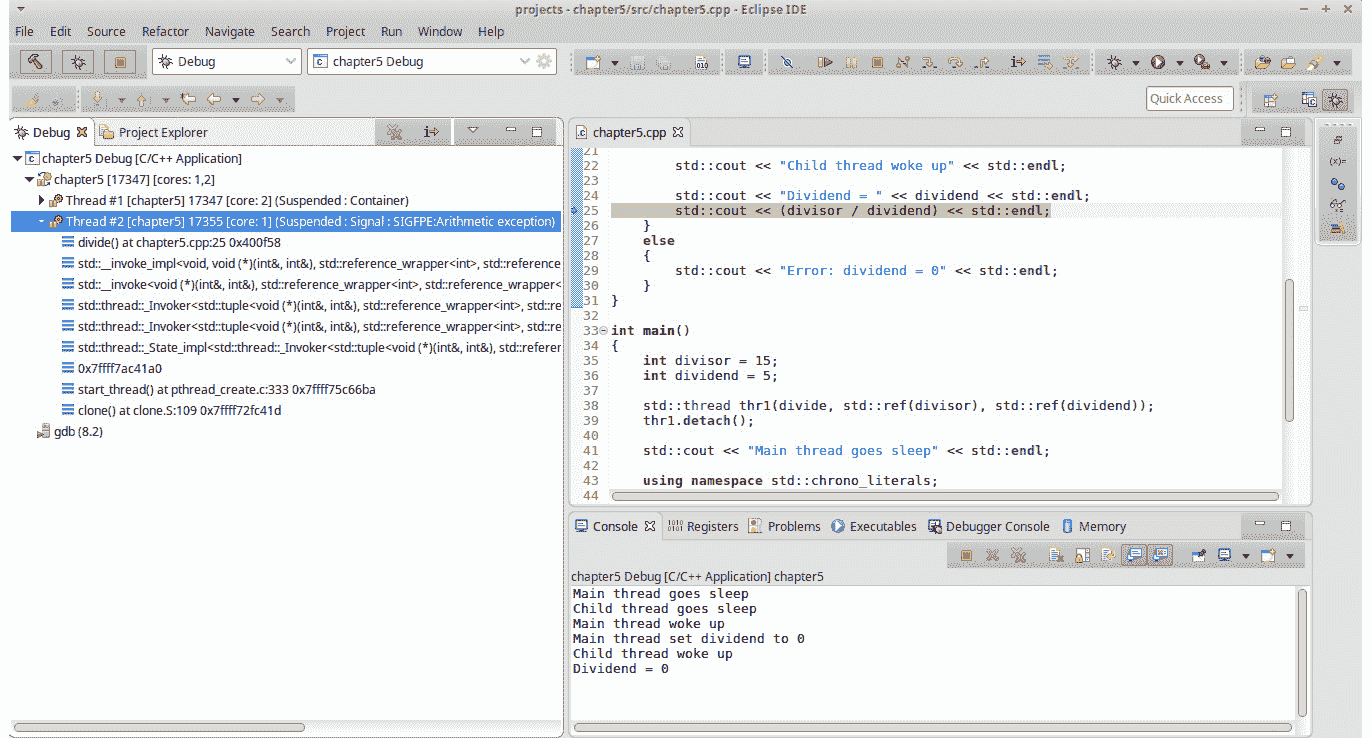 projects - chapter5/src/chapter5.cpp - Eclipse IDE
File Edit Source Refactor Navigate Search Project Run Window Help
Debug chapter5 Debug
Quick Access
Debug Project Explorer
chapter5 Debug [C/C++ Application]
chapter5 [17347] [cores: 1,2]
Thread #1 [chapter5] 17347 [core: 2] (Suspended : Container)
Thread #2 [chapter5] 17355 [core: 1] (Suspended : Signal : SIGFPE:Arithmetic exception)
divide() at chapter5.cpp:25 0x400f58
std::__invoke_impl<void, void (*)(int&, int&), std::reference_wrapper<int>, std::reference
std::__invoke<void (*)(int&, int&), std::reference_wrapper<int>, std::reference_wrapper<
std::thread::_Invoker<std::tuple<void (*)(int&, int&), std::reference_wrapper<int>, std::re
std::thread::_Invoker<std::tuple<void (*)(int&, int&), std::reference_wrapper<int>, std::re
std::thread::_State_impl<std::thread::_Invoker<std::tuple<void (*)(int&, int&), std::refere
0x7ffff7ac41a0
start_thread() at pthread_create.c:333 0x7ffff75c66ba
clone() at clone.S:109 0x7ffff72fc41d
gdb (8.2)
chapter5.cpp
21
22 std::cout << "Child thread woke up" << std::endl;
23
24 std::cout << "Dividend = " << dividend << std::endl;
25 std::cout << (divisor / dividend) << std::endl;
26 }
27 else
28 {
29 std::cout << "Error: dividend = 0" << std::endl;
30 }
31 }
32
33 int main()
34 {
35 int divisor = 15;
36 int dividend = 5;
37
38 std::thread thr1(divide, std::ref(divisor), std::ref(dividend));
39 thr1.detach();
40
41 std::cout << "Main thread goes sleep" << std::endl;
42
43 using namespace std::chrono_literals;
44
Console Registers Problems Executables Debugger Console Memory
chapter5 Debug [C/C++ Application] chapter5
Main thread goes sleep
Child thread goes sleep
Main thread woke up
Main thread set dividend to 0
Child thread woke up
Dividend = 0